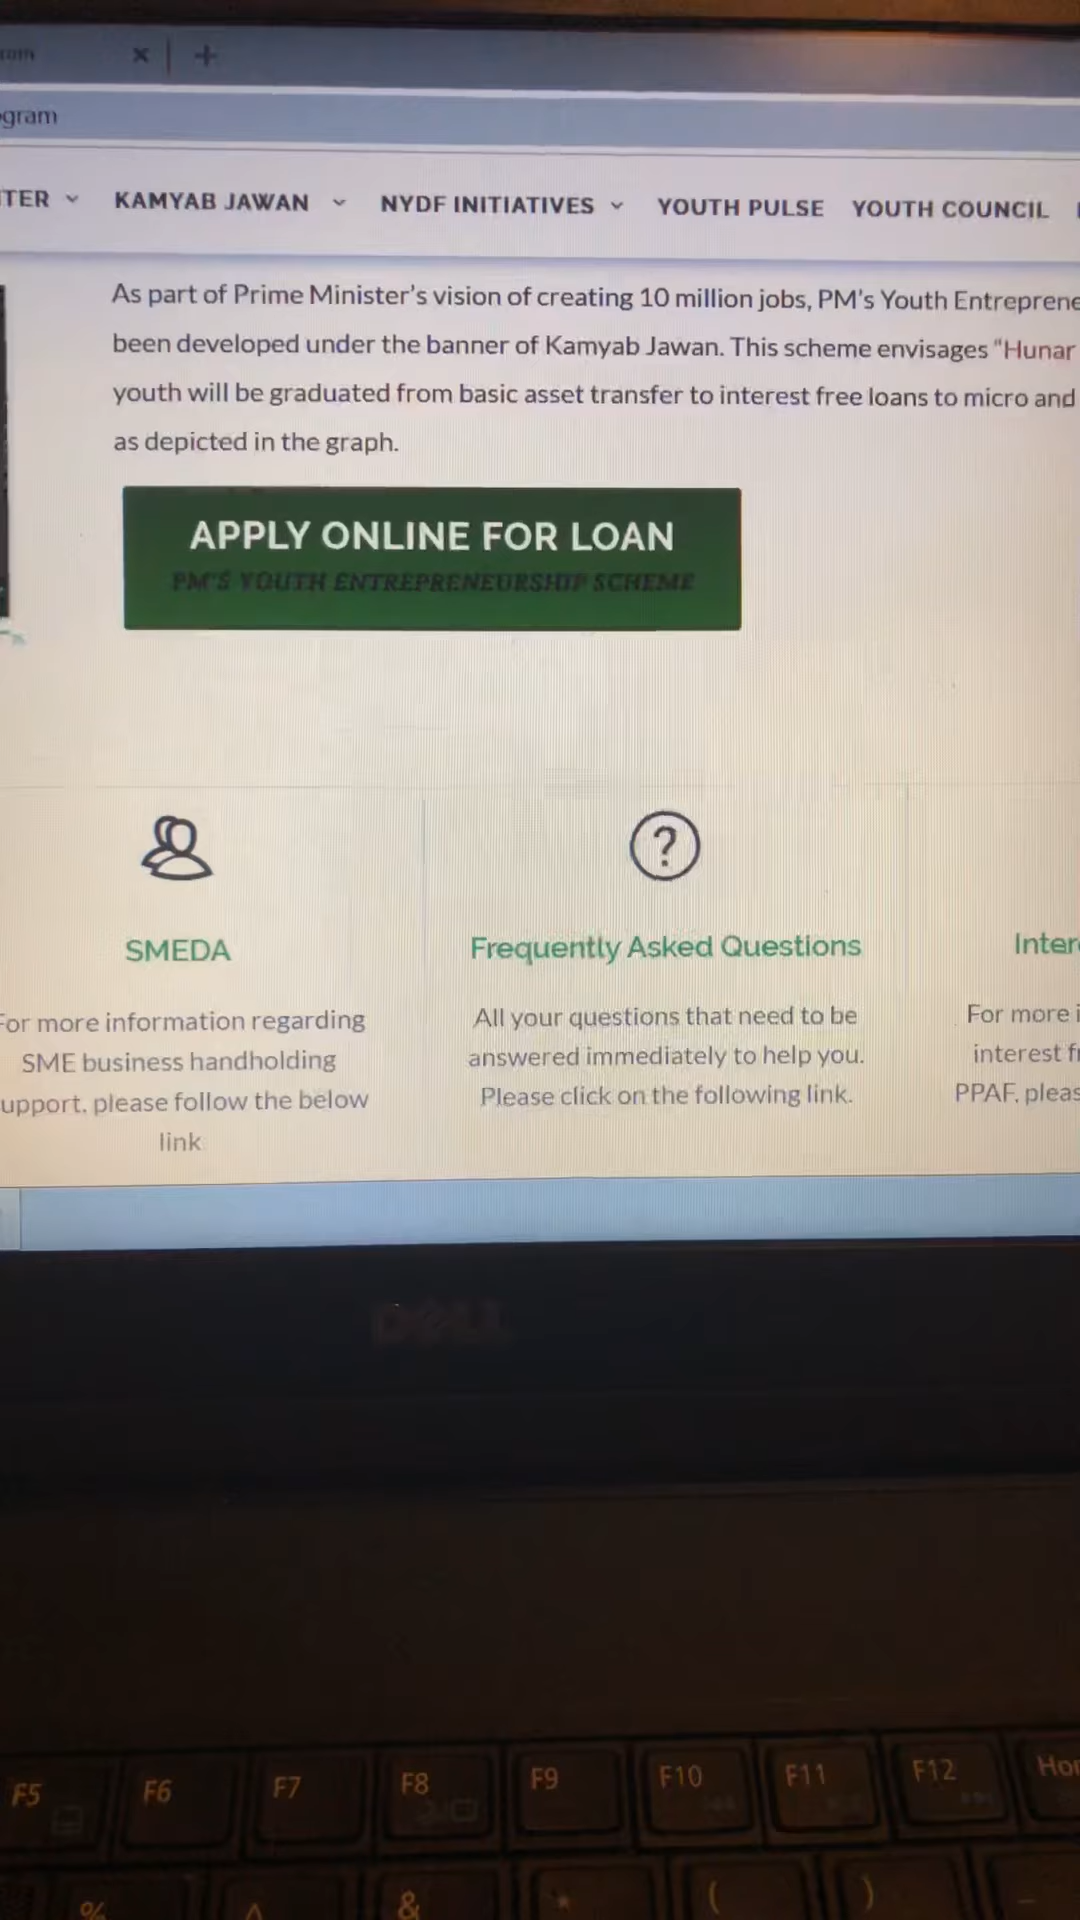 ogram
KAMYAB JAWAN NYDF INITIATIVES YOUTH PULSE YOUTH COUNCIL
As part of Prime Minister's vision of creating 10 million jobs, PM's Youth Entreprene
been developed under the banner of Kamyab Jawan. This scheme envisages "Hunar
youth will be graduated from basic asset transfer to interest free loans to micro and
as depicted in the graph.
APPLY ONLINE FOR LOAN
PM'S YOUTH ENTREPRENEURSHIP SCHEME
SMEDA
For more information regarding
SME business handholding
upport, please follow the below
link
Frequently Asked Questions
All your questions that need to be
answered immediately to help you.
Please click on the following link.
Inter
For more i
interest fr
PPAF, pleas
DELL
F5 F6 F7 F8 F9 F10 F11 F12 Ho
% ^ & * ( ) _